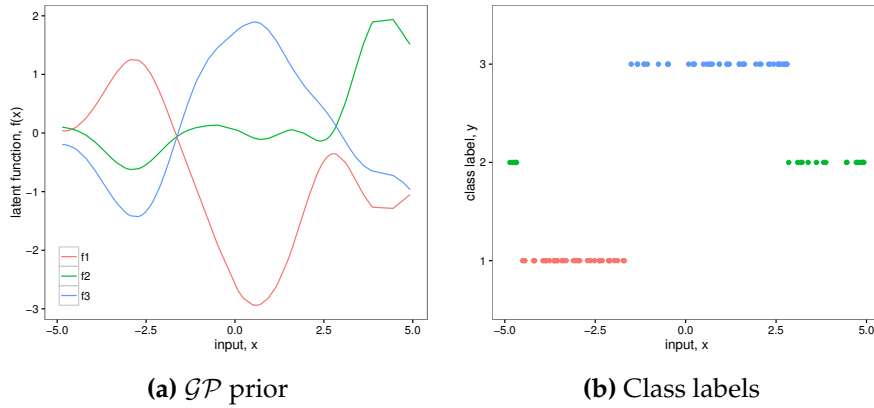 2
1
0
−1
−2
−3
latent function, f(x)
f1
f2
f3
−5.0 −2.5 0.0 2.5 5.0
input, x
(a) 𝒢𝒫 prior
3
2
1
class label, y
−5.0 −2.5 0.0 2.5 5.0
input, x
(b) Class labels